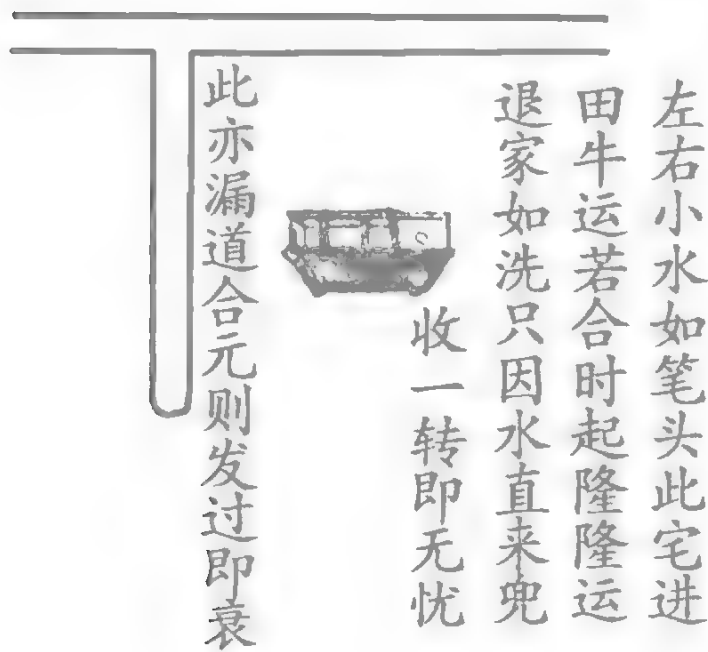 左右小水如笔头此宅进
田牛运若合时起隆隆运
退家如洗只因水直来兜
收一转即无忧
此亦漏道合元则发过即衰